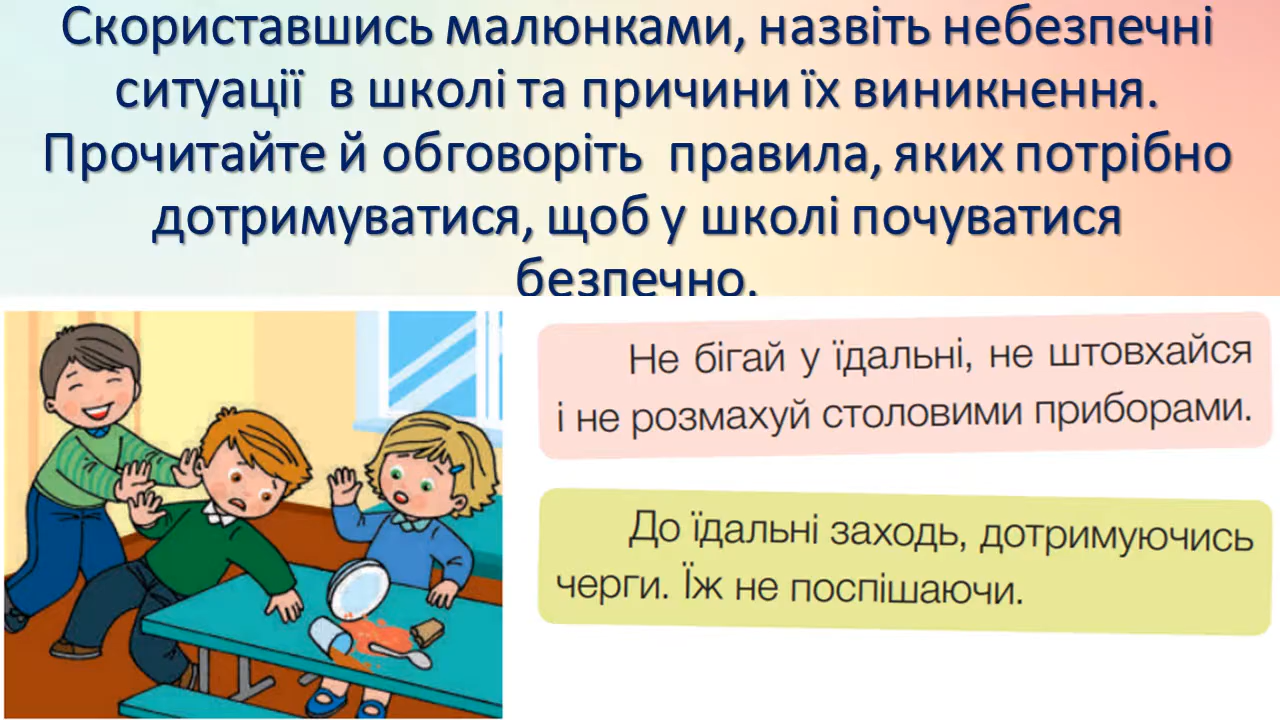 Скориставшись малюнками, назвіть небезпечні
ситуації в школі та причини їх виникнення.
Прочитайте й обговоріть правила, яких потрібно
дотримуватися, щоб у школі почуватися
безпечно.
Не бігай у їдальні, не штовхайся
і не розмахуй столовими приборами.
До їдальні заходь, дотримуючись
черги. Їж не поспішаючи.